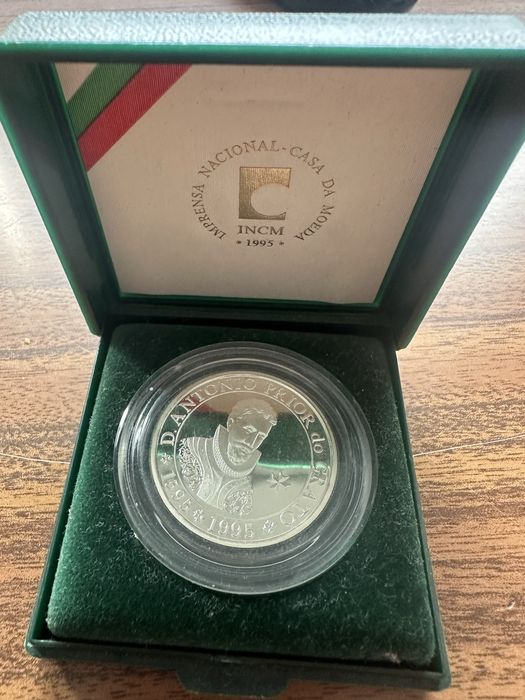 IMPRENSA NACIONAL-CASA DA MOEDA
INCM
* 1995 *
* D.ANTONIO PRIOR do CRATO
1595 * 1995 *